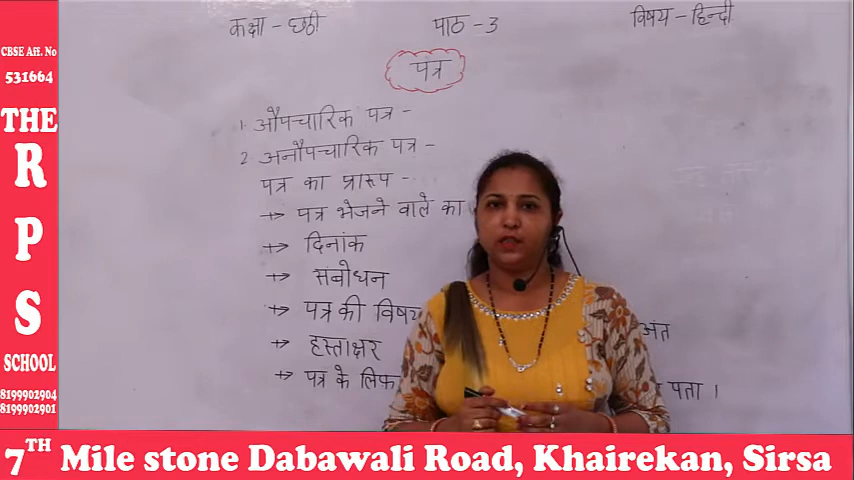 कक्षा - छठी पाठ - 3 विषय - हिन्दी
पत्र
1. औपचारिक पत्र -
2. अनौपचारिक पत्र -
पत्र का प्रारूप -
→ पत्र भेजने वाले का
→ दिनांक
→ संबोधन
→ पत्र की विषय अंत
→ हस्ताक्षर
→ पत्र के लिफ पता ।
CBSE Aff. No
531664
THE
R
P
S
SCHOOL
8199902904
8199902901
7TH Mile stone Dabawali Road, Khairekan, Sirsa